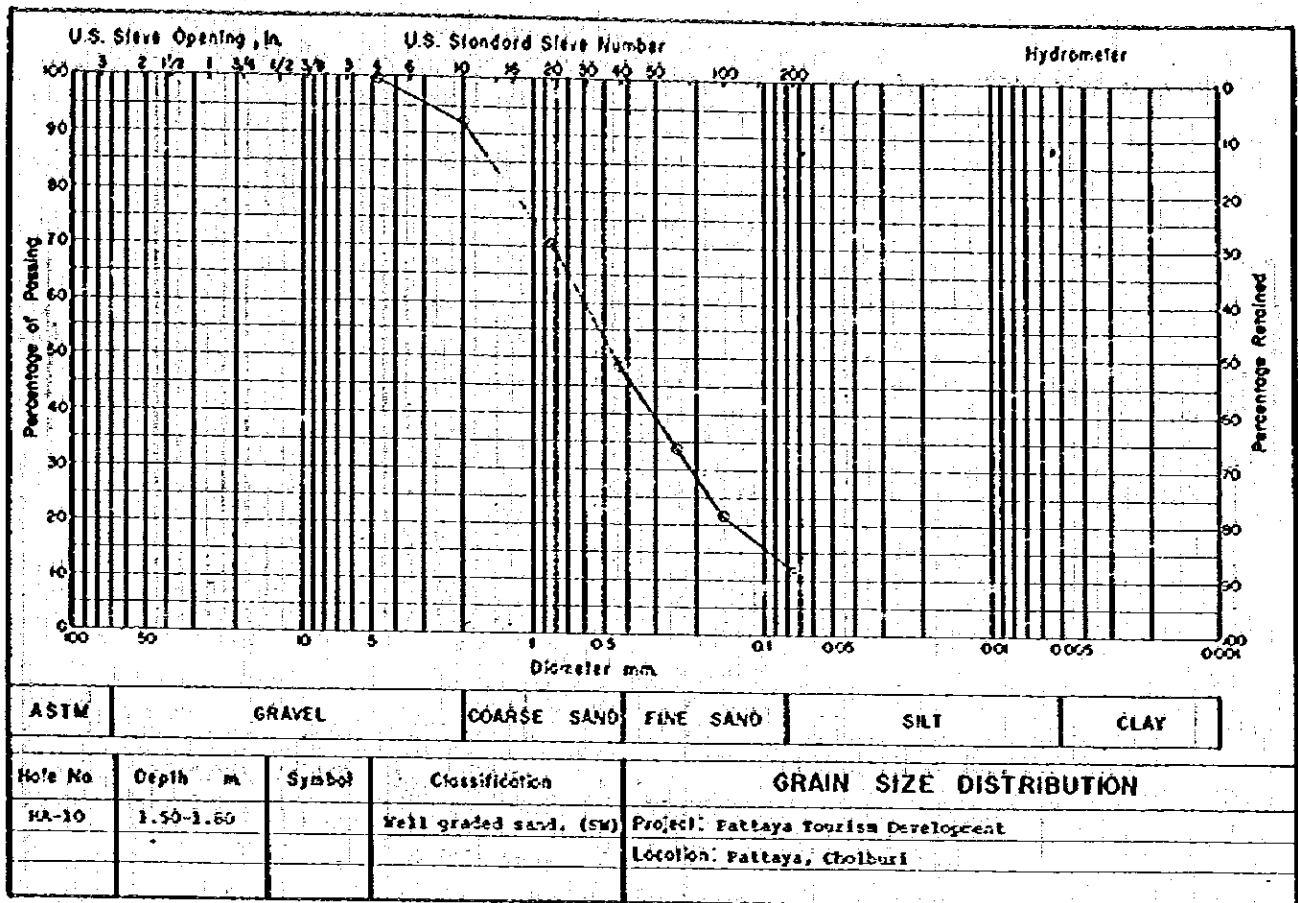 U.S. Sieve Opening, In. U.S. Standard Sieve Number Hydrometer
3 2 1 1/2 1 3/4 1/2 3/8 3 4 6 10 16 20 30 40 50 100 200
100 0
90 10
80 20
70 30
60 40
50 50
40 60
30 70
20 80
10 90
0 100
Percentage of Passing
Percentage Retained
100 50 10 5 1 0.5 0.1 0.05 0.01 0.005 0.001
Diameter mm.
ASTM GRAVEL COARSE SAND FINE SAND SILT CLAY
Hole No Depth m Symbol Classification GRAIN SIZE DISTRIBUTION
HA-10 1.50-1.80 Well graded sand. (SW) Project: Pattaya Tourism Development
Location: Pattaya, Cholburi